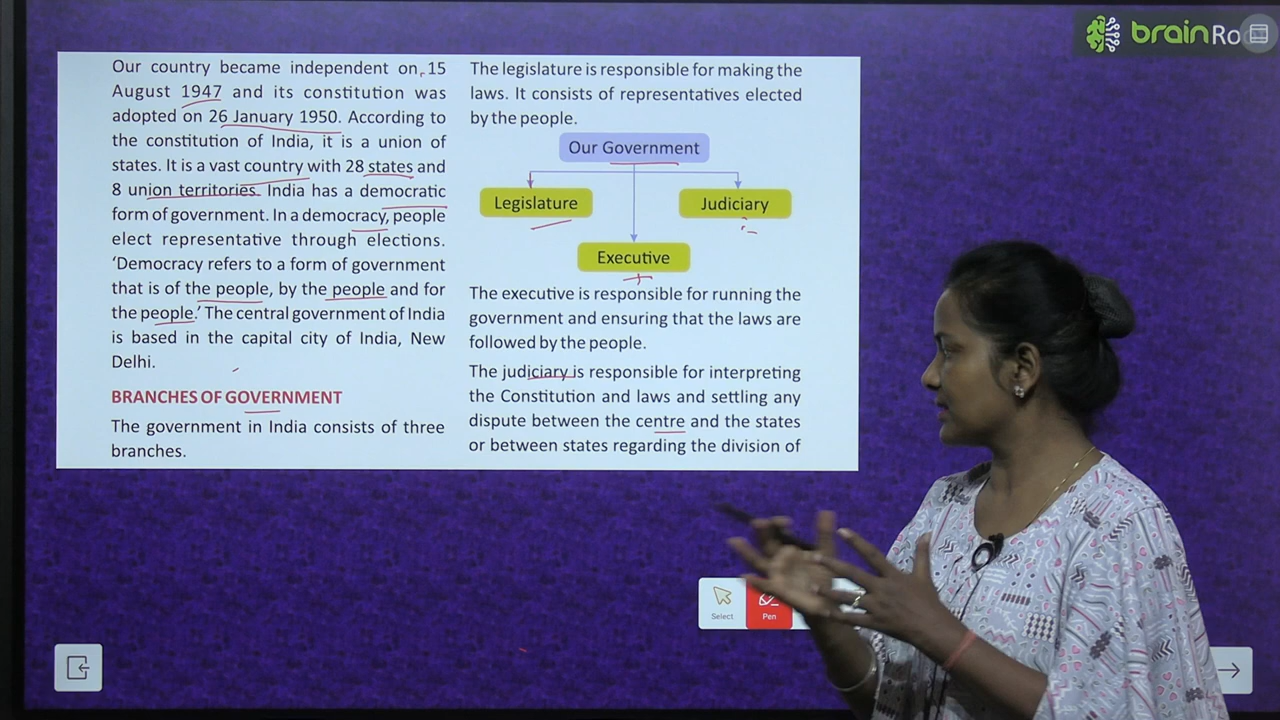 brainRo
Our country became independent on 15
August 1947 and its constitution was
adopted on 26 January 1950. According to
the constitution of India, it is a union of
states. It is a vast country with 28 states and
8 union territories. India has a democratic
form of government. In a democracy, people
elect representative through elections.
‘Democracy refers to a form of government
that is of the people, by the people and for
the people.’ The central government of India
is based in the capital city of India, New
Delhi.
BRANCHES OF GOVERNMENT
The government in India consists of three
branches.
The legislature is responsible for making the
laws. It consists of representatives elected
by the people.
Our Government
Legislature
Judiciary
Executive
The executive is responsible for running the
government and ensuring that the laws are
followed by the people.
The judiciary is responsible for interpreting
the Constitution and laws and settling any
dispute between the centre and the states
or between states regarding the division of
Select
Pen